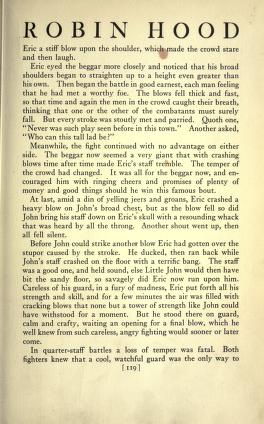 ROBIN HOOD
Eric a stiff blow upon the shoulder, which made the crowd stare
and then laugh.
Eric eyed the beggar more closely and noticed that his broad
shoulders began to straighten up to a height even greater than
his own. Then began the battle in good earnest, each man feeling
that he had met a worthy foe. The blows fell thick and fast,
so that time and again the men in the crowd caught their breath,
thinking that one or the other of the combatants must surely
fall. But every stroke was stoutly met and parried. Quoth one,
"Never was such play seen before in this town." Another asked,
"Who can this tall lad be?"
Meanwhile, the fight continued with no advantage on either
side. The beggar now seemed a very giant that with crashing
blows time after time made Eric's staff tremble. The temper of
the crowd had changed. It was all for the beggar now, and en-
couraged him with ringing cheers and promises of plenty of
money and good things should he win this famous bout.
At last, amid a din of yelling jeers and groans, Eric crashed a
heavy blow on John's broad chest, but as the blow fell so did
John bring his staff down on Eric's skull with a resounding whack
that was heard by all the throng. Another shout went up, then
all fell silent.
Before John could strike another blow Eric had gotten over the
stupor caused by the stroke. He ducked, then ran back while
John's staff crashed on the floor with a terrific bang. The staff
was a good one, and held sound, else Little John would then have
hit the sandy floor, so savagely did Eric now run upon him.
Careless of his guard, in a fury of madness, Eric put forth all his
strength and skill, and for a few minutes the air was filled with
cracking blows that none but a tower of strength like John could
have withstood for a moment. But he stood there on guard,
calm and crafty, waiting an opening for a final blow, which he
well knew from such careless, angry fighting would sooner or later
come.
In quarter-staff battles a loss of temper was fatal. Both
fighters knew that a cool, watchful guard was the only way to
[119]